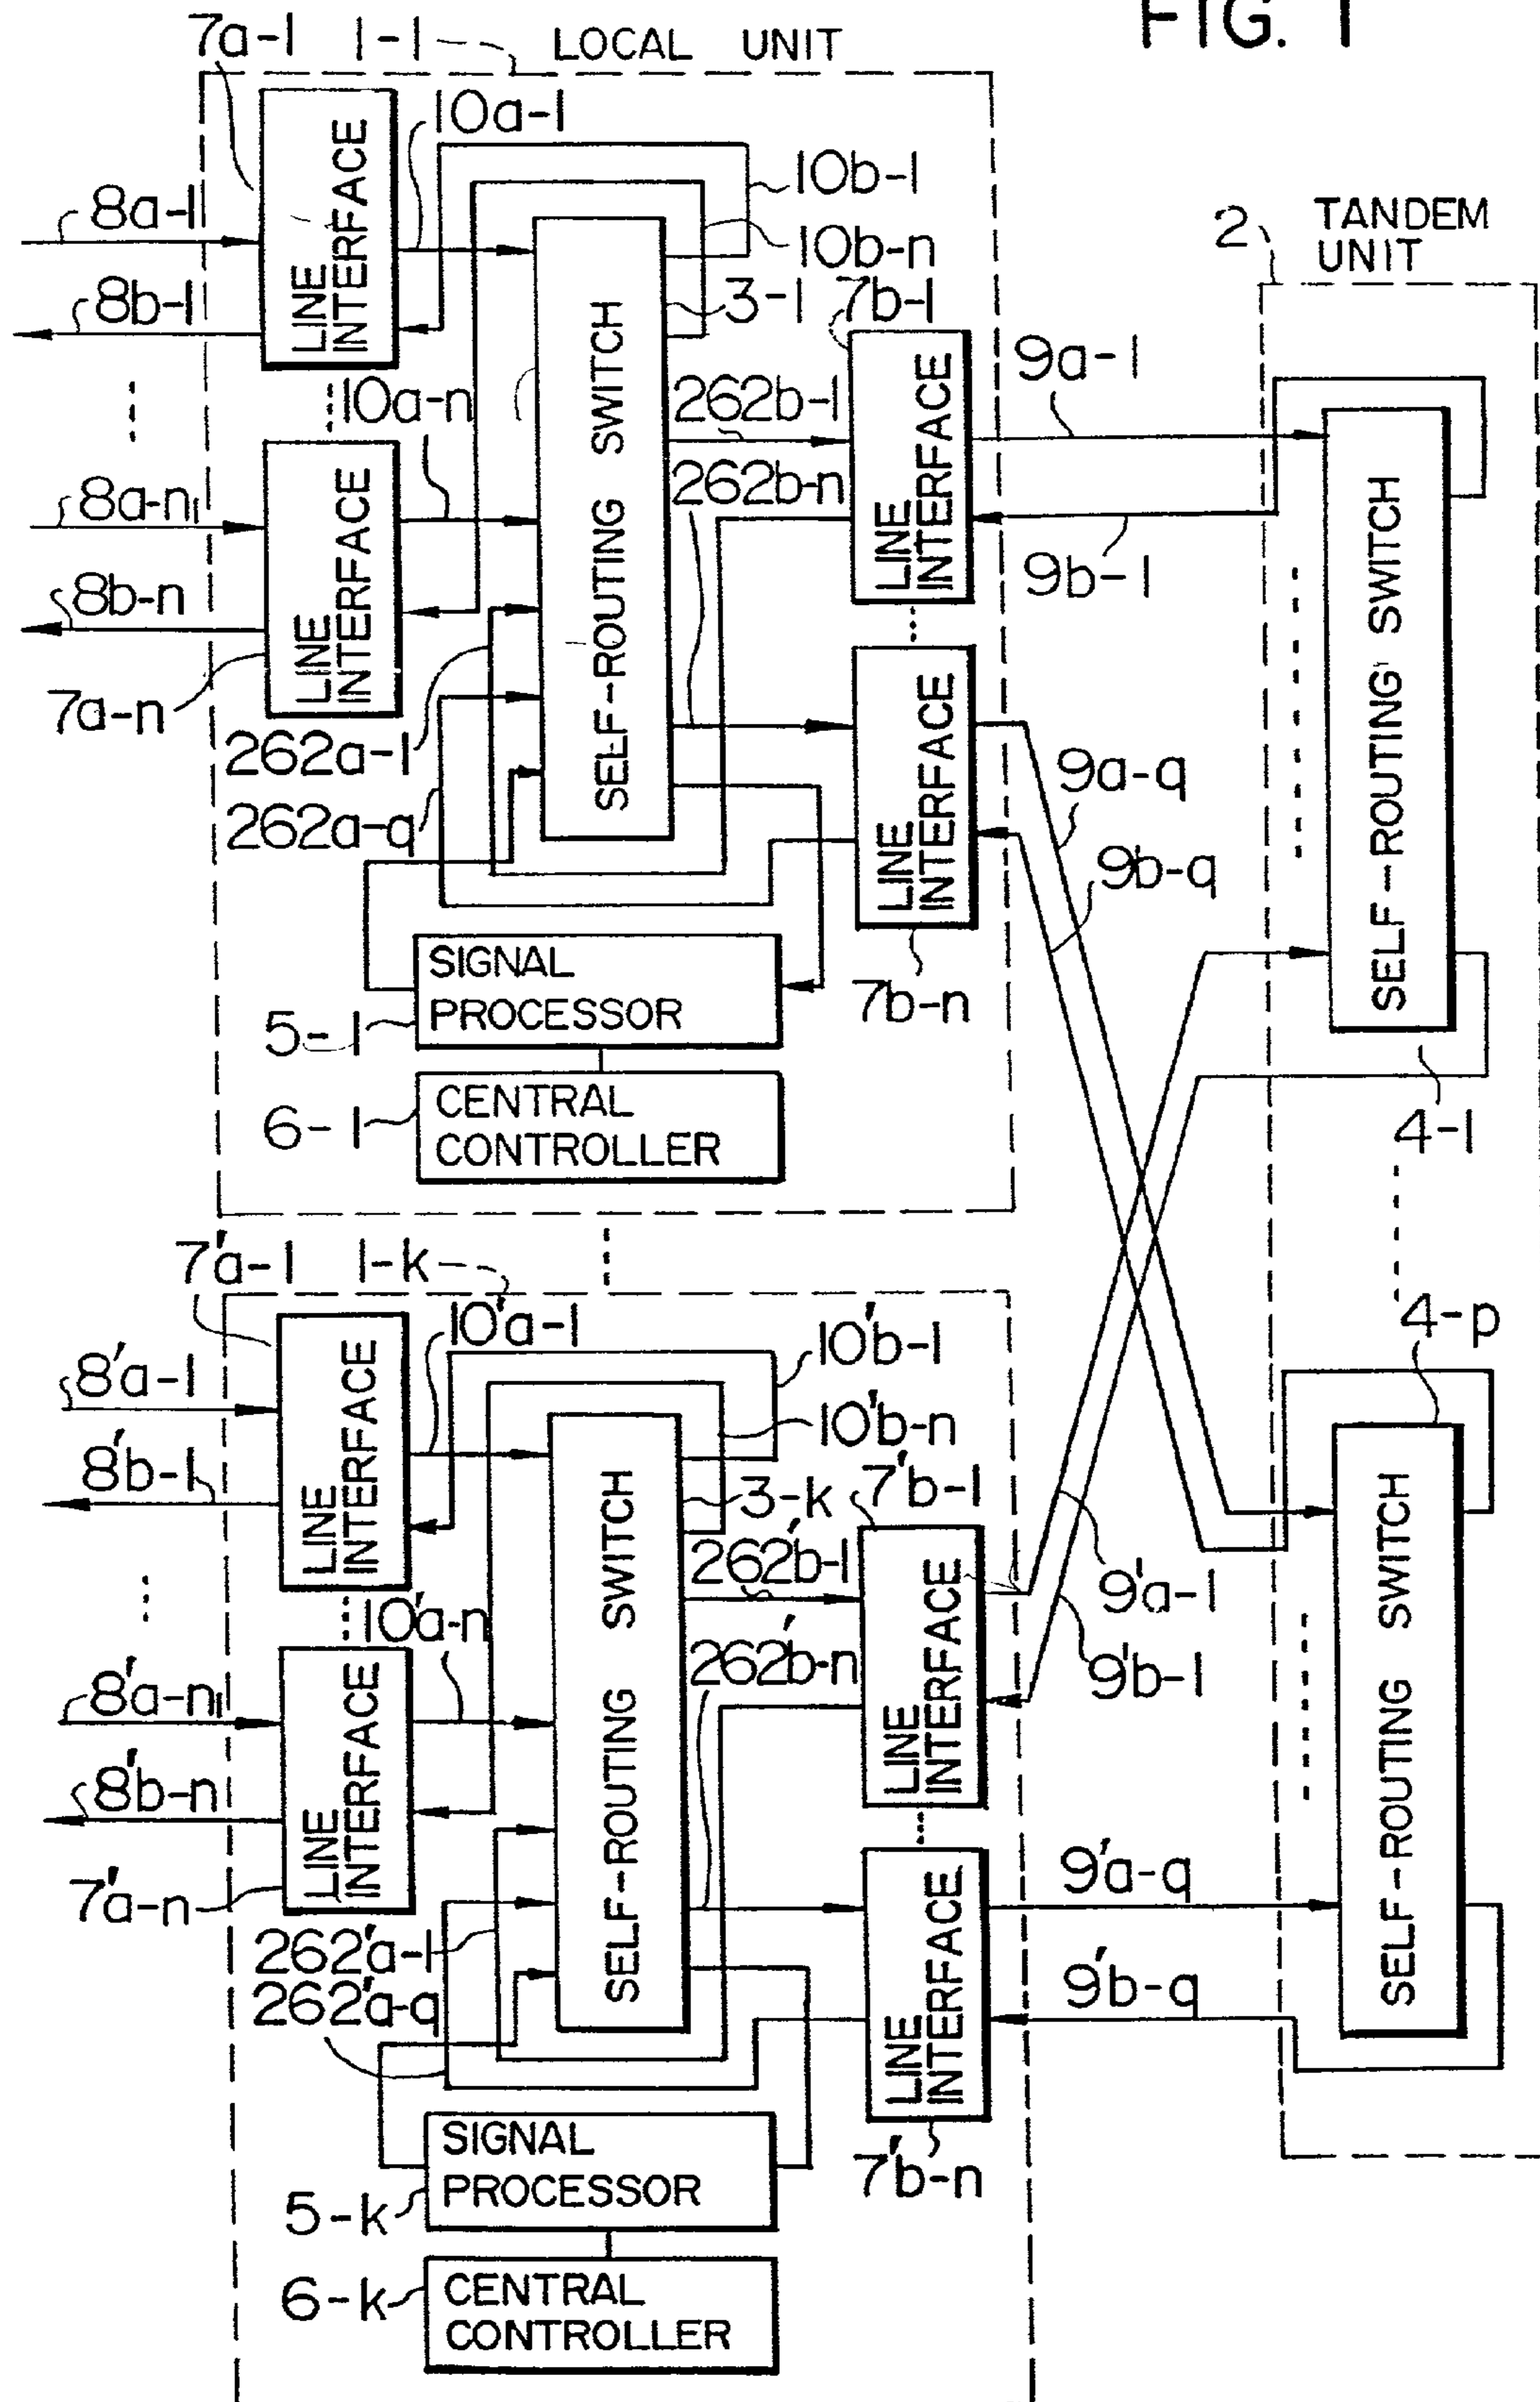 FIG. 1
7a-1
1-1
LOCAL UNIT
10a-1
LINE
INTERFACE
10b-1
8a-1
10b-n
2
TANDEM
UNIT
8b-1
3-1
7b-1
9a-1
10a-n
262b-1
LINE
INTERFACE
262b-n
8a-n
SELF-ROUTING SWITCH
9b-1
8b-n
LINE
INTERFACE
SELF-ROUTING SWITCH
7a-n
262a-1
LINE
INTERFACE
9a-q
262a-q
9b-q
SIGNAL
PROCESSOR
7b-n
5-1
CENTRAL
CONTROLLER
6-1
4-1
7'a-1
1-k
10'a-1
4-p
LINE
INTERFACE
10'b-1
8'a-1
10'b-n
8'b-1
3-k
7'b-1
262'b-1
9'a-1
10'a-n
LINE
INTERFACE
262'b-n
9'b-1
8'a-n
SELF-ROUTING SWITCH
SELF-ROUTING SWITCH
8'b-n
LINE
INTERFACE
9'a-q
7'a-n
262'a-1
LINE
INTERFACE
262'a-q
9'b-q
SIGNAL
PROCESSOR
7'b-n
5-k
CENTRAL
CONTROLLER
6-k